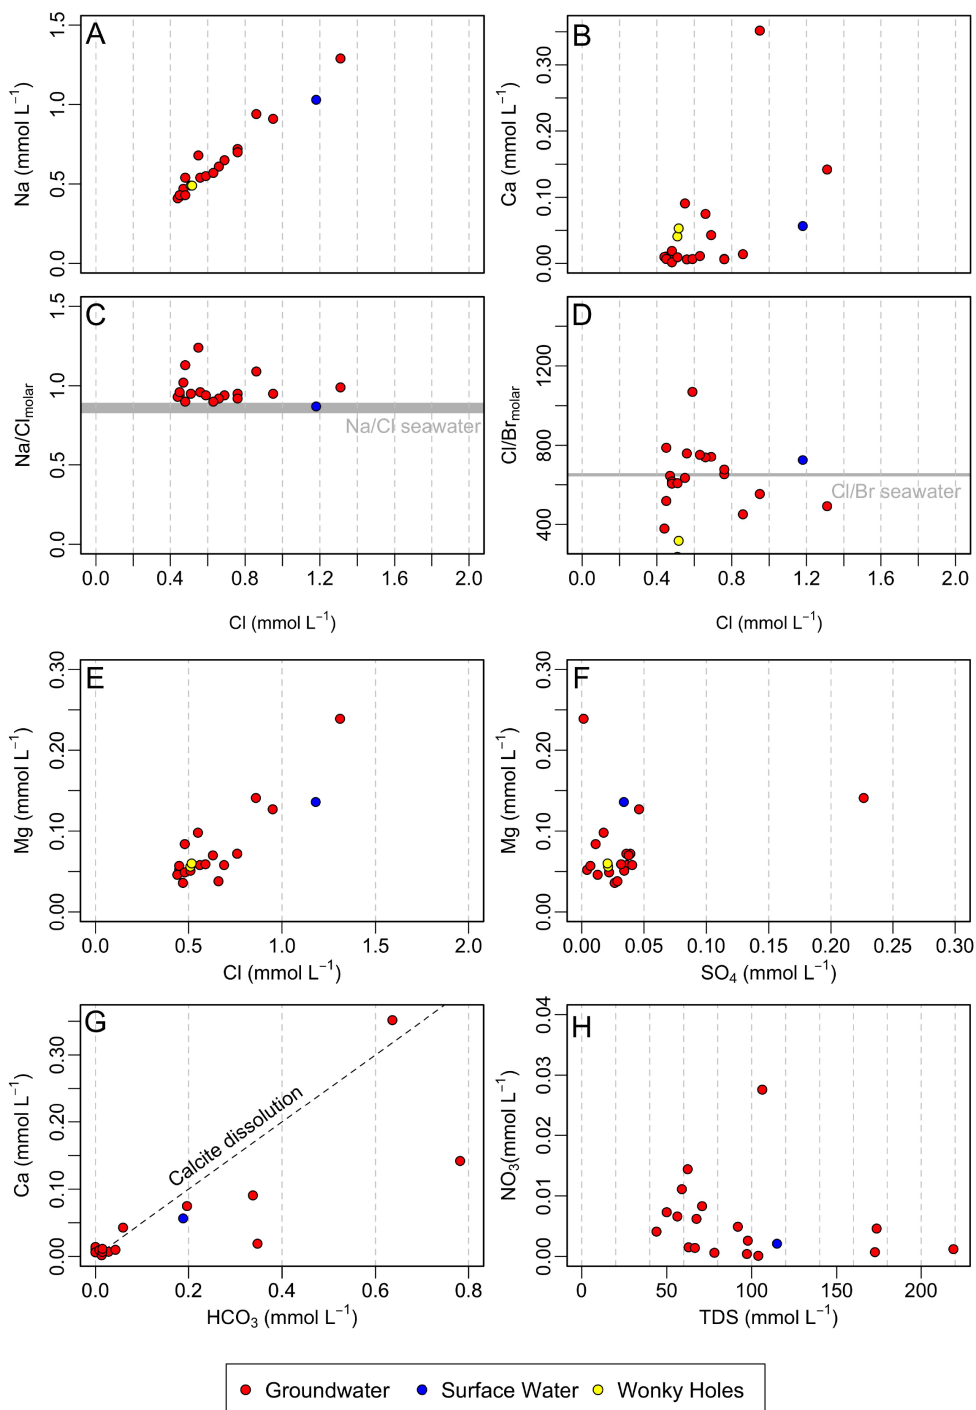 A
Na (mmol L⁻¹)
0.0 0.5 1.0 1.5
B
Ca (mmol L⁻¹)
0.00 0.10 0.20 0.30
C
Na/Cl molar
0.0 0.5 1.0 1.5
Na/Cl seawater
0.0 0.4 0.8 1.2 1.6 2.0
Cl (mmol L⁻¹)
D
Cl/Br molar
400 800 1200
Cl/Br seawater
0.0 0.4 0.8 1.2 1.6 2.0
Cl (mmol L⁻¹)
E
Mg (mmol L⁻¹)
0.00 0.10 0.20 0.30
0.0 0.5 1.0 1.5 2.0
Cl (mmol L⁻¹)
F
Mg (mmol L⁻¹)
0.00 0.10 0.20 0.30
0.00 0.05 0.10 0.15 0.20 0.25 0.30
SO₄ (mmol L⁻¹)
G
Ca (mmol L⁻¹)
0.00 0.10 0.20 0.30
Calcite dissolution
0.0 0.2 0.4 0.6 0.8
HCO₃ (mmol L⁻¹)
H
NO₃(mmol L⁻¹)
0.00 0.01 0.02 0.03 0.04
0 50 100 150 200
TDS (mmol L⁻¹)
Groundwater Surface Water Wonky Holes